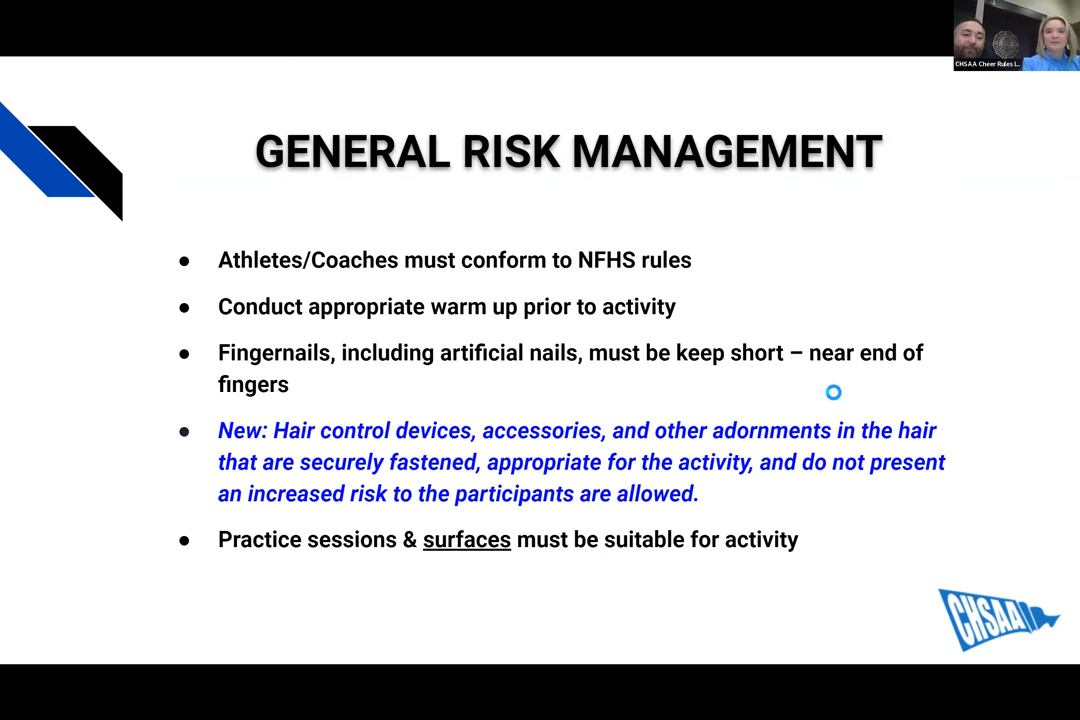 CHSAA Cheer Rules I...
GENERAL RISK MANAGEMENT
● Athletes/Coaches must conform to NFHS rules
● Conduct appropriate warm up prior to activity
● Fingernails, including artificial nails, must be keep short – near end of
fingers
● New: Hair control devices, accessories, and other adornments in the hair
that are securely fastened, appropriate for the activity, and do not present
an increased risk to the participants are allowed.
● Practice sessions & surfaces must be suitable for activity
CHSAA